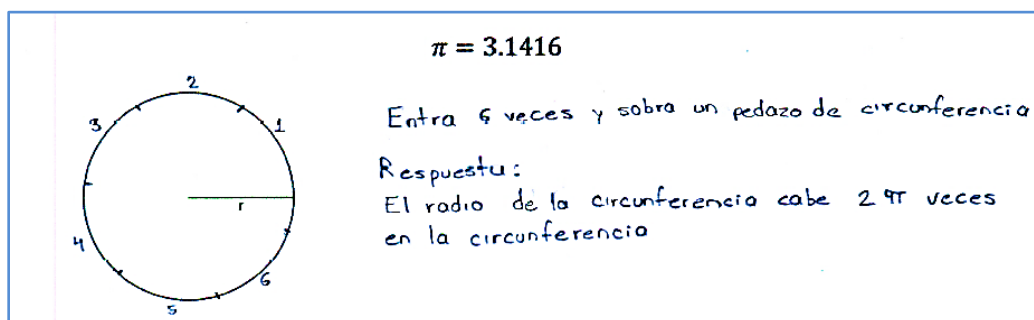 π = 3.1416
2
3
1
Entra 6 veces y sobra un pedazo de circunferencia
Respuestu:
r
El radio de la circunferencia cabe 2 π veces
en la circunferencia
4
6
5